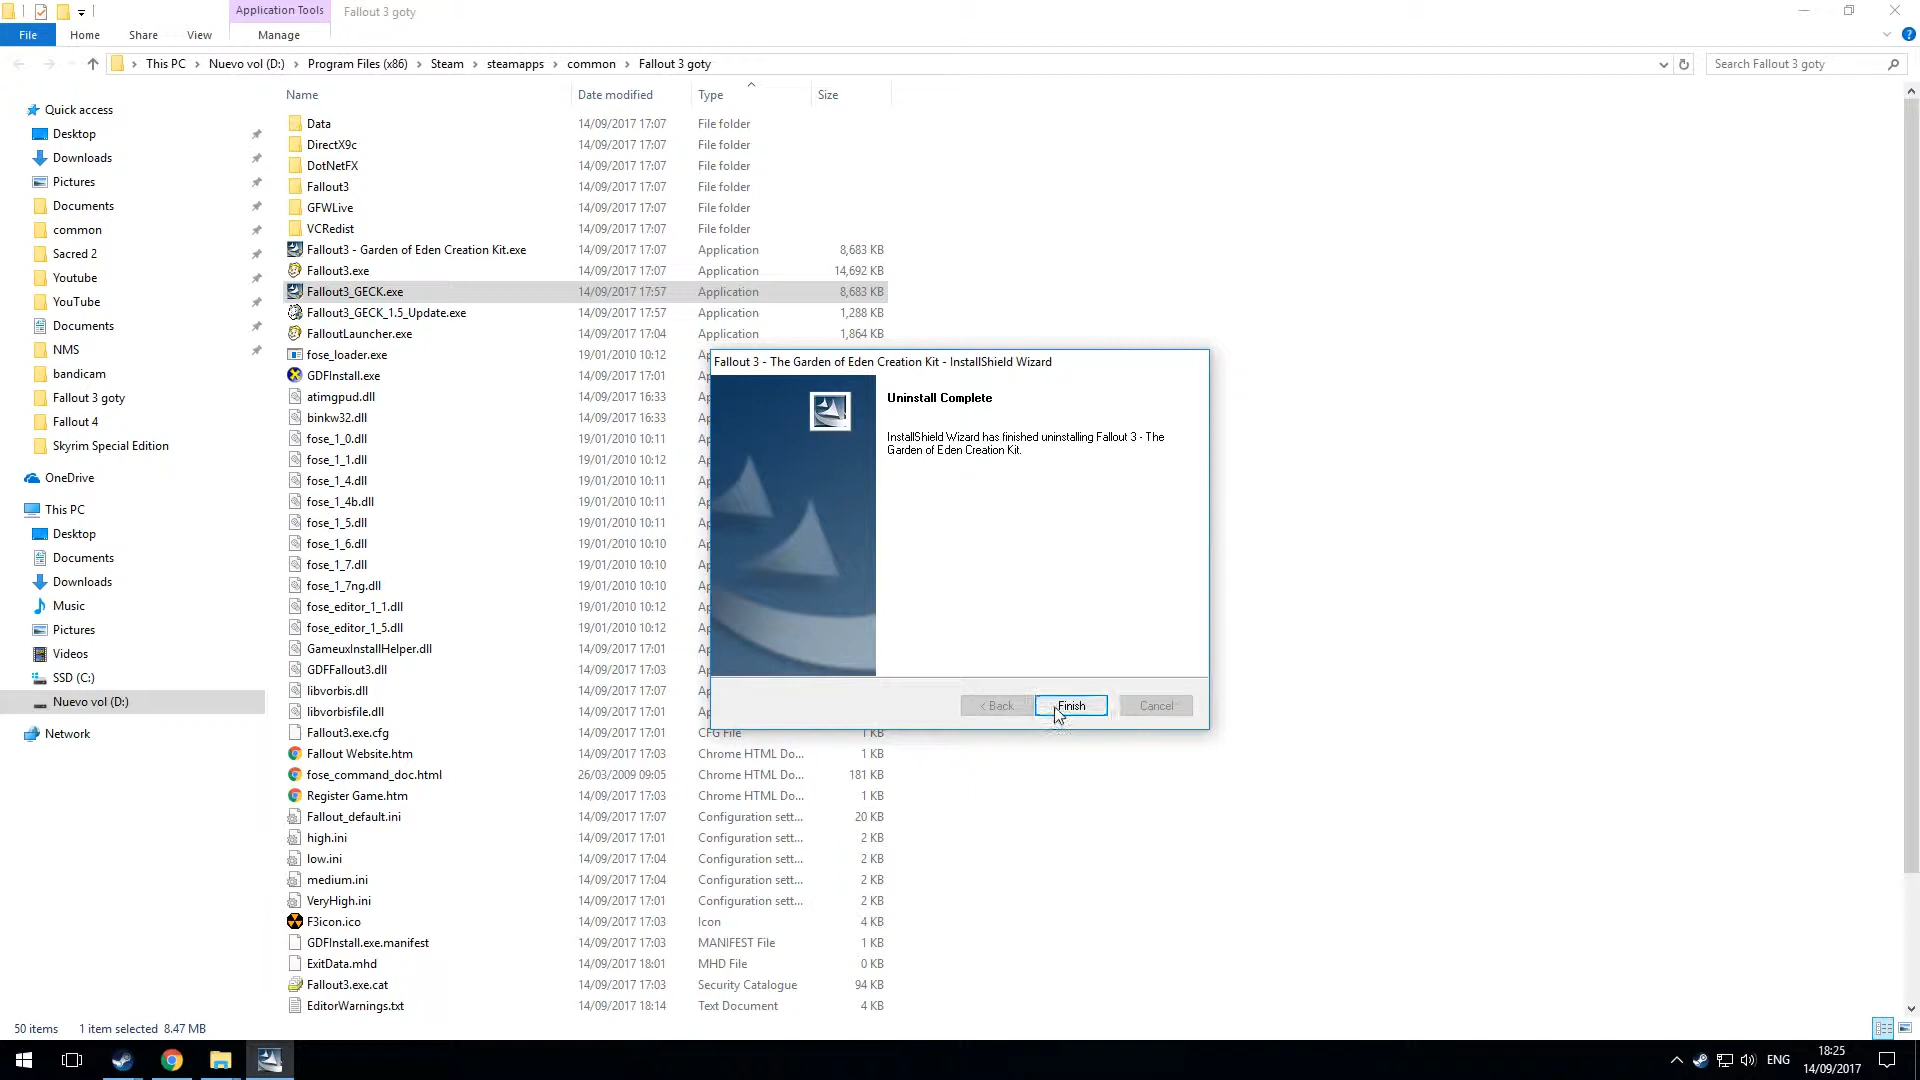 Application Tools
Fallout 3 goty
File Home Share View Manage
This PC Nuevo vol (D:) Program Files (x86) Steam steamapps common Fallout 3 goty
Search Fallout 3 goty
Quick access
Desktop
Downloads
Pictures
Documents
common
Sacred 2
Youtube
YouTube
Documents
NMS
bandicam
Fallout 3 goty
Fallout 4
Skyrim Special Edition
OneDrive
This PC
Desktop
Documents
Downloads
Music
Pictures
Videos
SSD (C:)
Nuevo vol (D:)
Network
Name Date modified Type Size
Data 14/09/2017 17:07 File folder
DirectX9c 14/09/2017 17:07 File folder
DotNetFX 14/09/2017 17:07 File folder
Fallout3 14/09/2017 17:07 File folder
GFWLive 14/09/2017 17:07 File folder
VCRedist 14/09/2017 17:07 File folder
Fallout3 - Garden of Eden Creation Kit.exe 14/09/2017 17:07 Application 8,683 KB
Fallout3.exe 14/09/2017 17:07 Application 14,692 KB
Fallout3_GECK.exe 14/09/2017 17:57 Application 8,683 KB
Fallout3_GECK_1.5_Update.exe 14/09/2017 17:57 Application 1,288 KB
FalloutLauncher.exe 14/09/2017 17:04 Application 1,864 KB
fose_loader.exe 19/01/2010 10:12 Ap
GDFInstall.exe 14/09/2017 17:01 Ap
atimgpud.dll 14/09/2017 16:33 Ap
binkw32.dll 14/09/2017 16:33 Ap
fose_1_0.dll 19/01/2010 10:11 Ap
fose_1_1.dll 19/01/2010 10:12 Ap
fose_1_4.dll 19/01/2010 10:11 Ap
fose_1_4b.dll 19/01/2010 10:11 Ap
fose_1_5.dll 19/01/2010 10:11 Ap
fose_1_6.dll 19/01/2010 10:10 Ap
fose_1_7.dll 19/01/2010 10:10 Ap
fose_1_7ng.dll 19/01/2010 10:10 Ap
fose_editor_1_1.dll 19/01/2010 10:12 Ap
fose_editor_1_5.dll 19/01/2010 10:12 Ap
GameuxInstallHelper.dll 14/09/2017 17:01 Ap
GDFFallout3.dll 14/09/2017 17:03 Ap
libvorbis.dll 14/09/2017 17:07 Ap
libvorbisfile.dll 14/09/2017 17:01 Ap
Fallout3.exe.cfg 14/09/2017 17:01 CFG File 1 KB
Fallout Website.htm 14/09/2017 17:03 Chrome HTML Do... 1 KB
fose_command_doc.html 26/03/2009 09:05 Chrome HTML Do... 181 KB
Register Game.htm 14/09/2017 17:03 Chrome HTML Do... 1 KB
Fallout_default.ini 14/09/2017 17:07 Configuration sett... 20 KB
high.ini 14/09/2017 17:01 Configuration sett... 2 KB
low.ini 14/09/2017 17:04 Configuration sett... 2 KB
medium.ini 14/09/2017 17:04 Configuration sett... 2 KB
VeryHigh.ini 14/09/2017 17:01 Configuration sett... 2 KB
F3icon.ico 14/09/2017 17:03 Icon 4 KB
GDFInstall.exe.manifest 14/09/2017 17:03 MANIFEST File 1 KB
ExitData.mhd 14/09/2017 18:01 MHD File 0 KB
Fallout3.exe.cat 14/09/2017 17:03 Security Catalogue 94 KB
EditorWarnings.txt 14/09/2017 18:14 Text Document 4 KB
Fallout 3 - The Garden of Eden Creation Kit - InstallShield Wizard
Uninstall Complete
InstallShield Wizard has finished uninstalling Fallout 3 - The
Garden of Eden Creation Kit.
< Back Finish Cancel
50 items 1 item selected 8.47 MB
ENG
18:25
14/09/2017